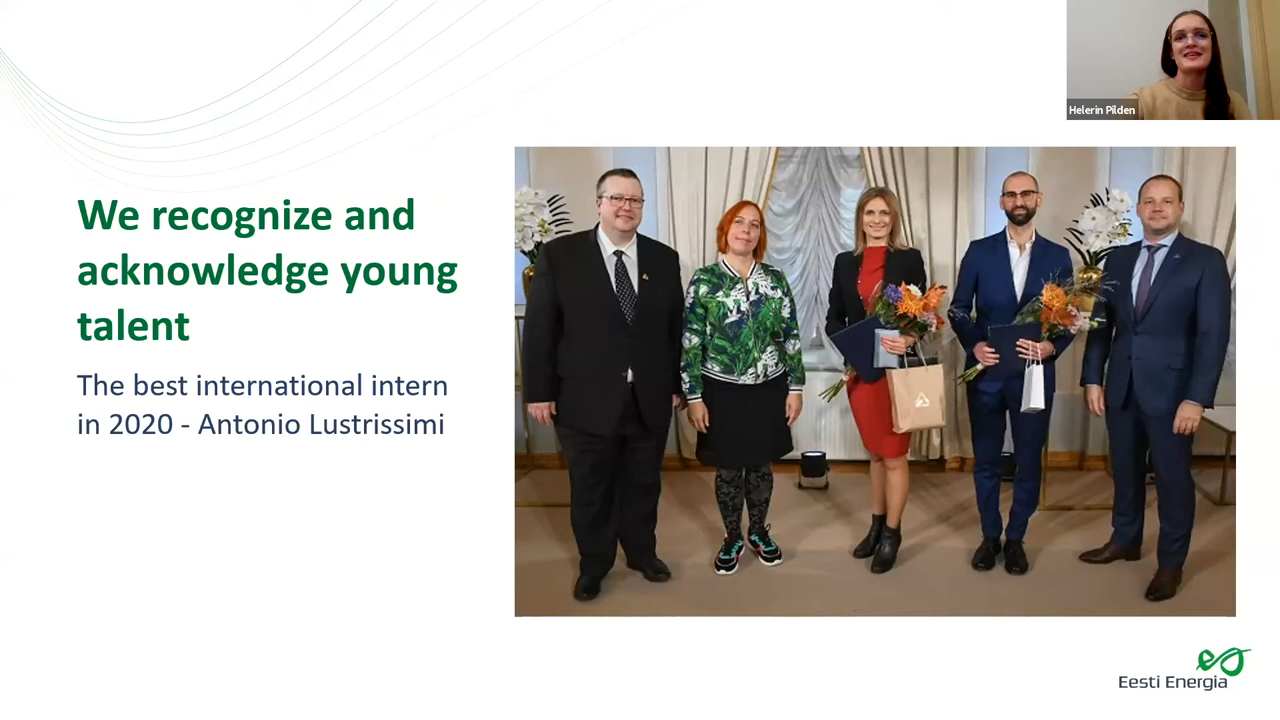 Helerin Pilden
We recognize and
acknowledge young
talent
The best international intern
in 2020 - Antonio Lustrissimi
Eesti Energia